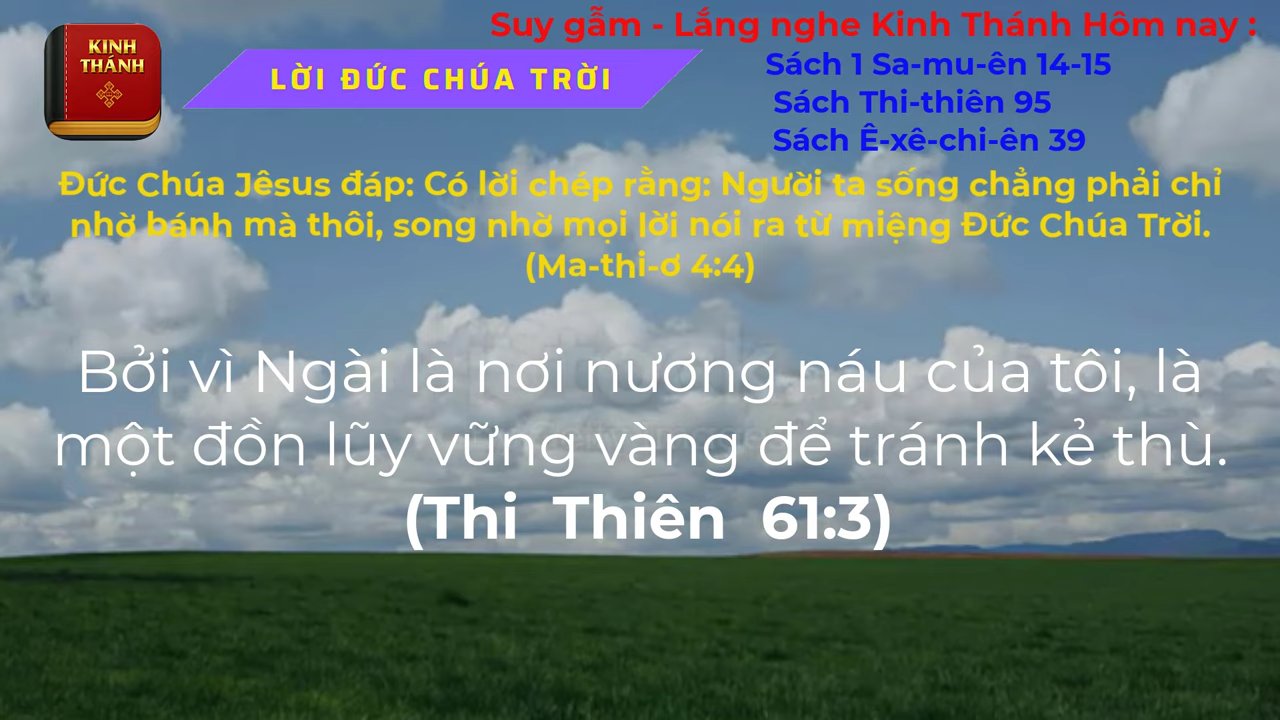 KINH
THÁNH
LỜI ĐỨC CHÚA TRỜI
Suy gẫm - Lắng nghe Kinh Thánh Hôm nay :
Sách 1 Sa-mu-ên 14-15
Sách Thi-thiên 95
Sách Ê-xê-chi-ên 39
Đức Chúa Jêsus đáp: Có lời chép rằng: Người ta sống chẳng phải chỉ
nhờ bánh mà thôi, song nhờ mọi lời nói ra từ miệng Đức Chúa Trời.
(Ma-thi-ơ 4:4)
Bởi vì Ngài là nơi nương náu của tôi, là
một đồn lũy vững vàng để tránh kẻ thù.
(Thi Thiên 61:3)